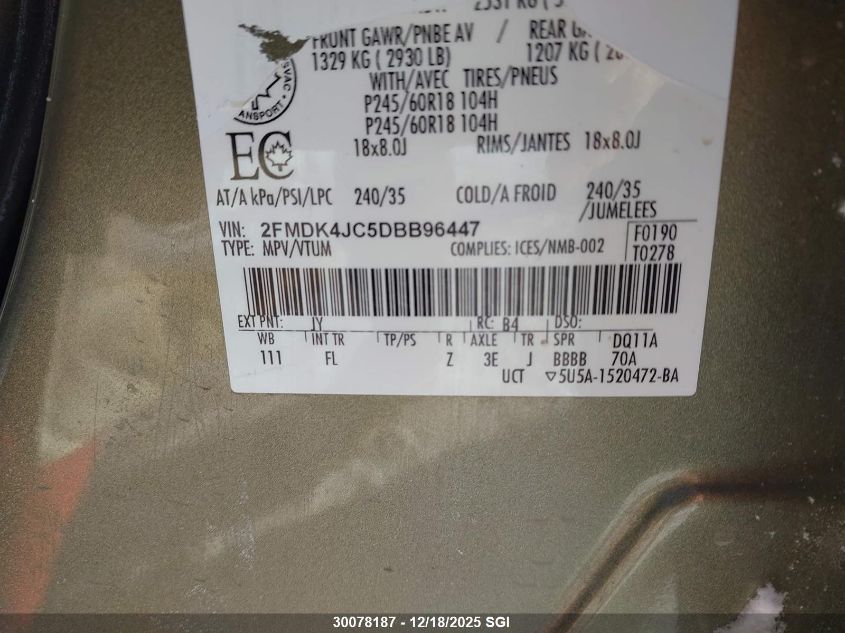 2531 KG (
FRONT GAWR/PNBE AV / REAR
1329 KG ( 2930 LB) 1207 KG (
WITH/AVEC TIRES/PNEUS
P245/60R18 104H
P245/60R18 104H
18x8.0J RIMS/JANTES 18x8.0J
ANSPORT
EC
AT/A kPa/PSI/LPC 240/35 COLD/A FROID 240/35
/JUMELEES
VIN: 2FMDK4JC5DBB96447 F0190
TYPE: MPV/VTUM COMPLIES: ICES/NMB-002 T0278
EXT PNT: JY RC: B4 DSO:
WB INT TR TP/PS R AXLE TR SPR DQ11A
111 FL Z 3E J BBBB 70A
UCT ▽5U5A-1520472-BA
30078187 - 12/18/2025 SGI